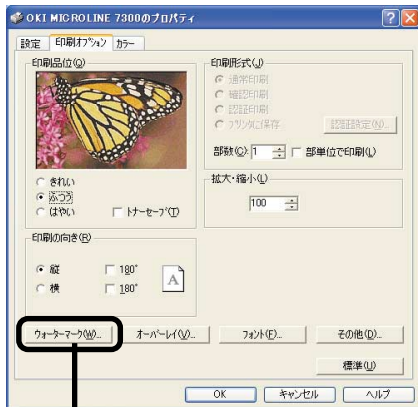 OKI MICROLINE 7300のプロパティ
設定 印刷オプション カラー
印刷品位(Q)
きれい
ふつう
はやい
トナーセーブ(T)
印刷の向き(R)
縦 180°
横 180°
A
印刷形式(J)
通常印刷
確認印刷
認証印刷
プリンタに保存
認証設定(N)...
部数(C): 1 部単位で印刷(L)
拡大・縮小(L)
100
ウォーターマーク(W)... オーバーレイ(V)... フォント(F)... その他(D)...
標準(U)
OK キャンセル ヘルプ